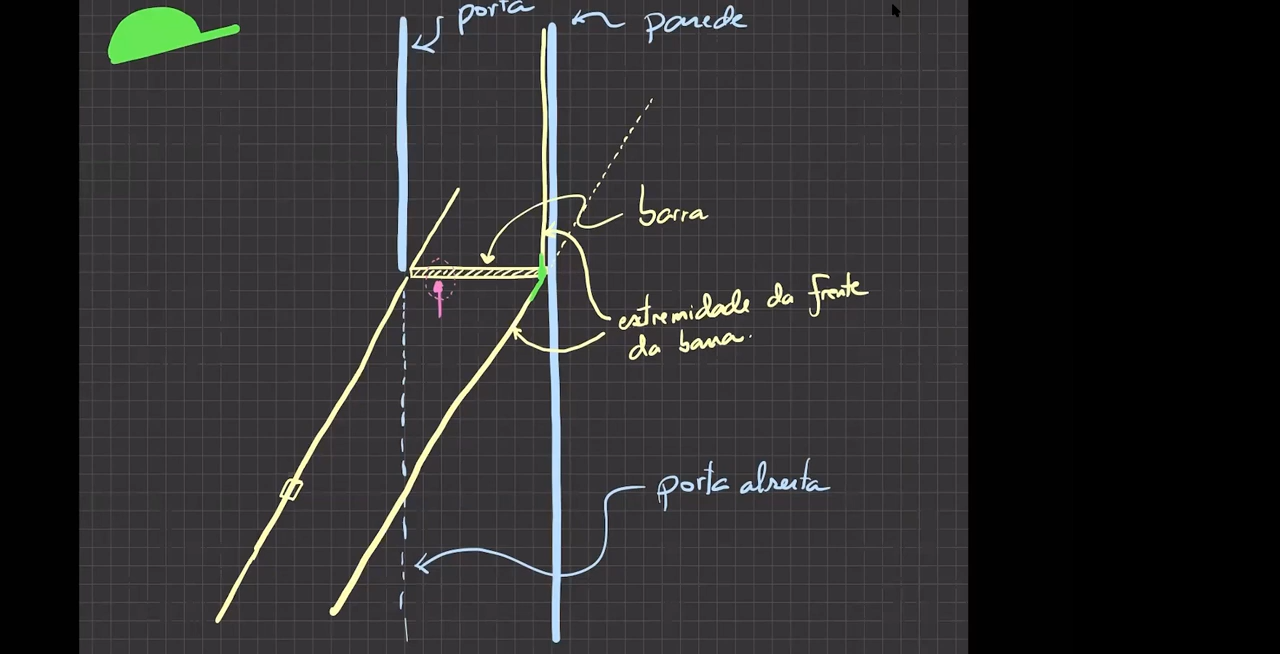 porta
parede
barra
extremidade da frente
da barra.
porta aberta